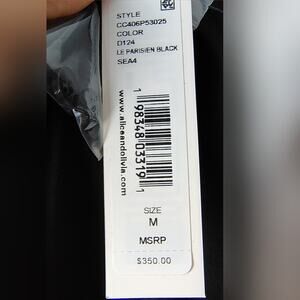 STYLE
CC406P53025
COLOR
D124
LE PARISIEN BLACK
SEA4
www.aliceandolivia.com
1 98348 03319 1
SIZE
M
MSRP
$350.00